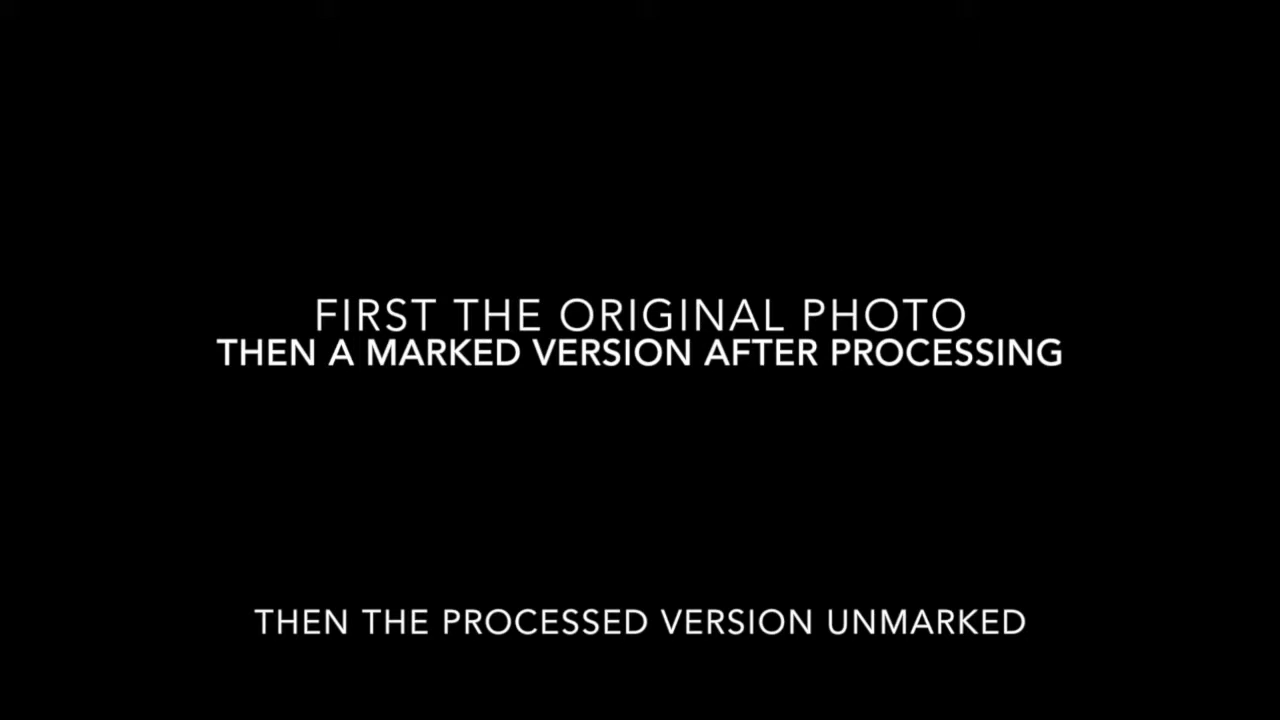 FIRST THE ORIGINAL PHOTO
THEN A MARKED VERSION AFTER PROCESSING
THEN THE PROCESSED VERSION UNMARKED